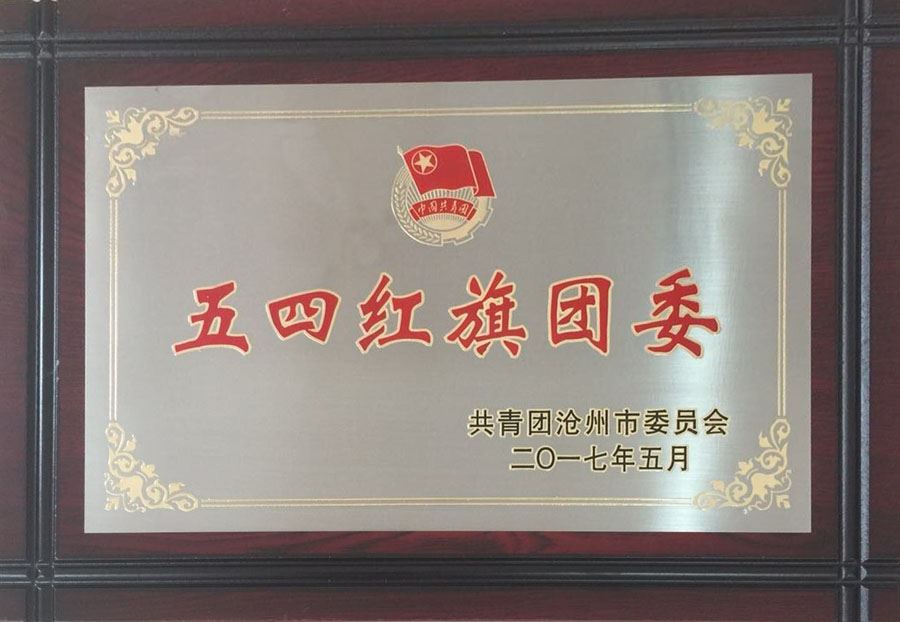 中国共青团
五四红旗团委
共青团沧州市委员会
二〇一七年五月